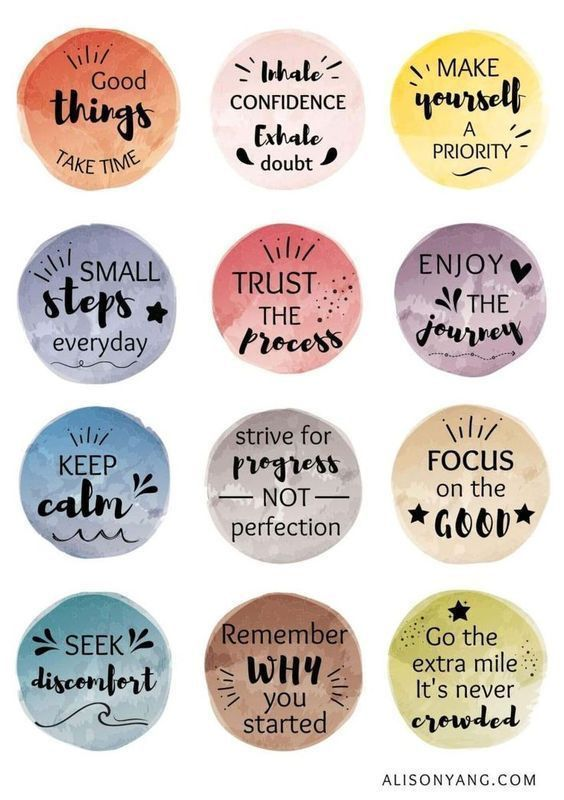 Good
things
TAKE TIME
Inhale
CONFIDENCE
Exhale
doubt
MAKE
yourself
A
PRIORITY
SMALL
steps
everyday
TRUST
THE
process
ENJOY
THE
journey
KEEP
calm
strive for
progress
NOT
perfection
FOCUS
on the
GOOD
SEEK
discomfort
Remember
WHY
you
started
Go the
extra mile
It's never
crowded
ALISONYANG.COM